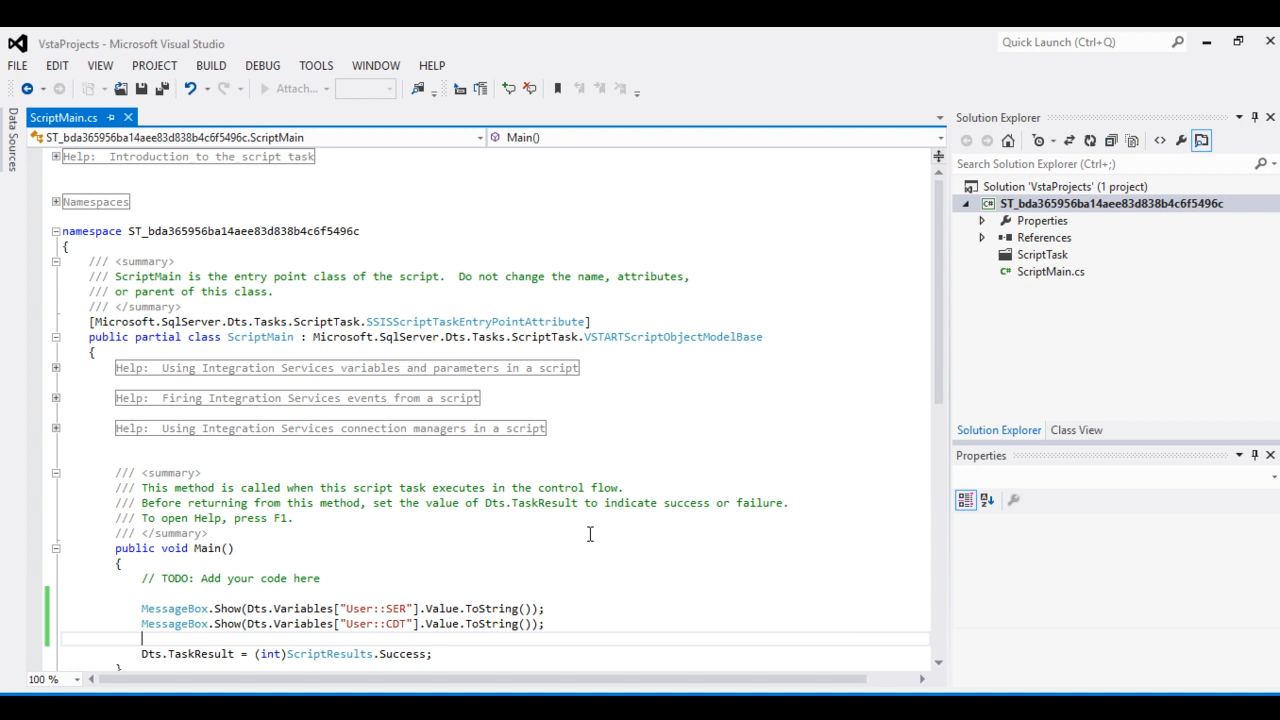 VstaProjects - Microsoft Visual Studio
Quick Launch (Ctrl+Q)
FILE EDIT VIEW PROJECT BUILD DEBUG TOOLS WINDOW HELP
Attach...
Data Sources
ScriptMain.cs
ST_bda365956ba14aee83d838b4c6f5496c.ScriptMain
Main()
Help:  Introduction to the script task
Namespaces
namespace ST_bda365956ba14aee83d838b4c6f5496c
{
/// <summary>
/// ScriptMain is the entry point class of the script.  Do not change the name, attributes,
/// or parent of this class.
/// </summary>
[Microsoft.SqlServer.Dts.Tasks.ScriptTask.SSISScriptTaskEntryPointAttribute]
public partial class ScriptMain : Microsoft.SqlServer.Dts.Tasks.ScriptTask.VSTARTScriptObjectModelBase
{
Help:  Using Integration Services variables and parameters in a script
Help:  Firing Integration Services events from a script
Help:  Using Integration Services connection managers in a script
/// <summary>
/// This method is called when this script task executes in the control flow.
/// Before returning from this method, set the value of Dts.TaskResult to indicate success or failure.
/// To open Help, press F1.
/// </summary>
public void Main()
{
// TODO: Add your code here
MessageBox.Show(Dts.Variables["User::SER"].Value.ToString());
MessageBox.Show(Dts.Variables["User::CDT"].Value.ToString());
Dts.TaskResult = (int)ScriptResults.Success;
}
100 %
Solution Explorer
Search Solution Explorer (Ctrl+;)
Solution 'VstaProjects' (1 project)
C# ST_bda365956ba14aee83d838b4c6f5496c
Properties
References
ScriptTask
C# ScriptMain.cs
Solution Explorer Class View
Properties